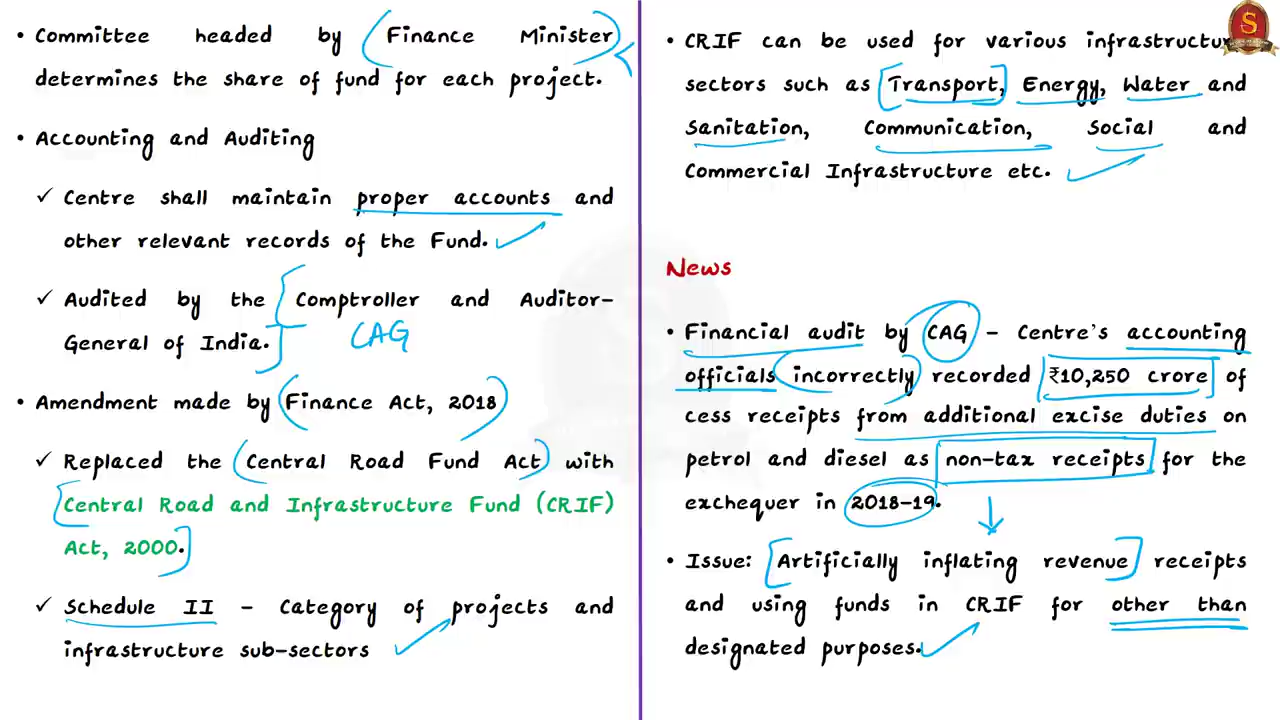 • Committee headed by Finance Minister
determines the share of fund for each project.
• Accounting and Auditing
✓ Centre shall maintain proper accounts and
other relevant records of the Fund.
✓ Audited by the Comptroller and Auditor-
General of India.
CAG
• Amendment made by Finance Act, 2018
✓ Replaced the Central Road Fund Act with
Central Road and Infrastructure Fund (CRIF)
Act, 2000.
✓ Schedule II - Category of projects and
infrastructure sub-sectors
• CRIF can be used for various infrastructure
sectors such as Transport, Energy, Water and
Sanitation, Communication, Social and
Commercial Infrastructure etc.
News
• Financial audit by CAG – Centre's accounting
officials incorrectly recorded ₹10,250 crore of
cess receipts from additional excise duties on
petrol and diesel as non-tax receipts for the
exchequer in 2018-19.
• Issue: Artificially inflating revenue receipts
and using funds in CRIF for other than
designated purposes.
S